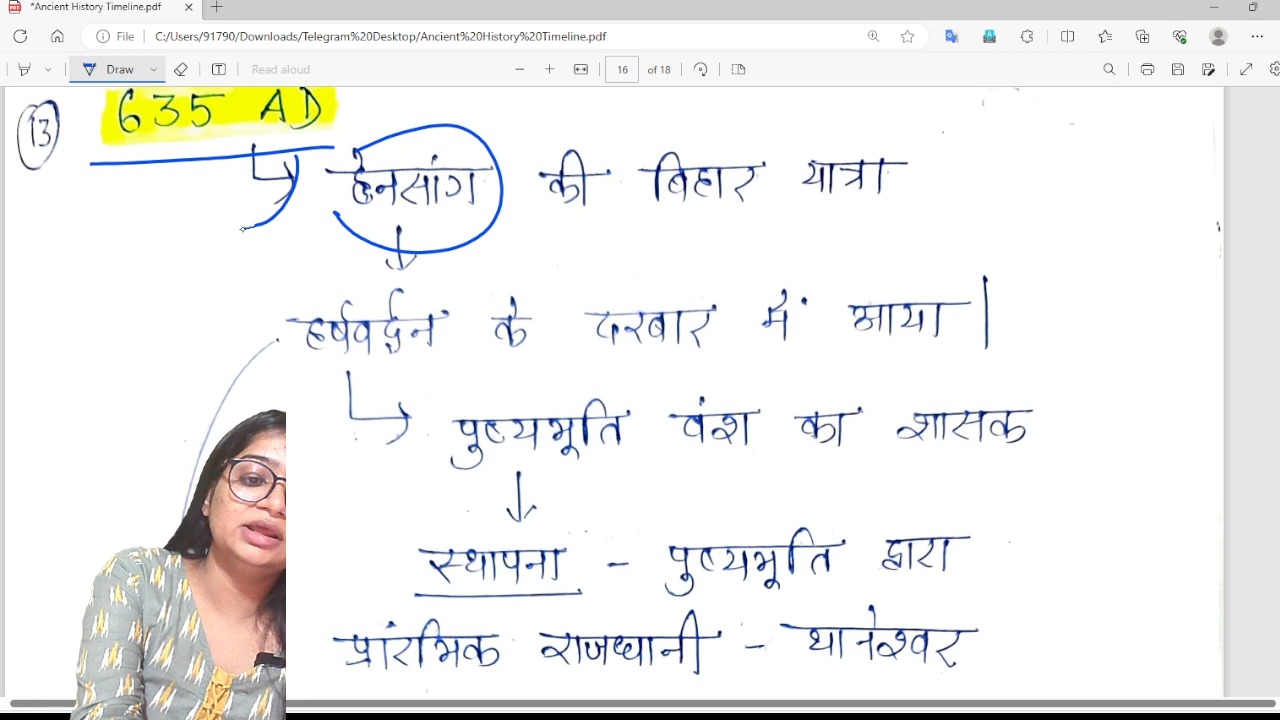 *Ancient History Timeline.pdf
File C:/Users/91790/Downloads/Telegram%20Desktop/Ancient%20History%20Timeline.pdf
Draw Read aloud 16 of 18
13 635 AD
हेनसांग की बिहार यात्रा
हर्षवर्द्धन के दरबार में आया |
पुष्यभूति वंश का शासक
स्थापना - पुष्यभूति द्वारा
प्रारंभिक राजधानी - थानेश्वर